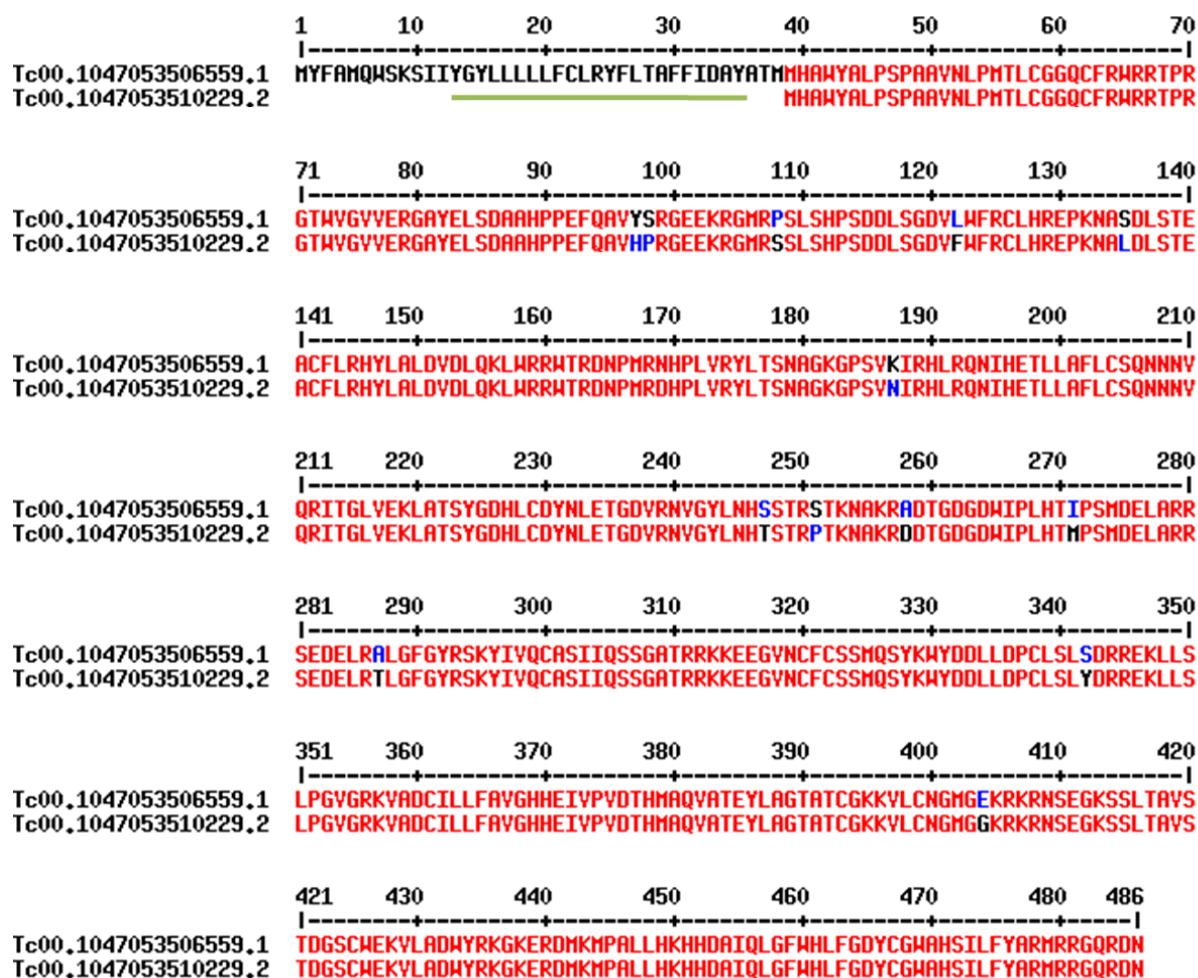 1 10 20 30 40 50 60 70
|--------+---------+---------+---------+---------+---------+---------|
Tc00.1047053506559.1 MYFAMQWSKSIIYGYLLLLLFCLRYFLTAFFIDAYATMMHAWYALPSPAAVNLPMTLCGGQCFRWRRTPR
Tc00.1047053510229.2 MHAWYALPSPAAVNLPMTLCGGQCFRWRRTPR
71 80 90 100 110 120 130 140
|--------+---------+---------+---------+---------+---------+---------|
Tc00.1047053506559.1 GTWVGVVERGAYELSDAAHPPEFQAVYSRGEEKRGMRPSLSHPSDDLSGDVLWFRCLHREPKNASDLSTE
Tc00.1047053510229.2 GTWVGVVERGAYELSDAAHPPEFQAVHPRGEEKRGMRSSLSHPSDDLSGDVFWFRCLHREPKNALDLSTE
141 150 160 170 180 190 200 210
|--------+---------+---------+---------+---------+---------+---------|
Tc00.1047053506559.1 ACFLRHYLALDVDLQKLWRRWTRDNPMRNHPLVRYLTSNAGKGPSVKIRHLRQNIHETLLAFLCSQNNNV
Tc00.1047053510229.2 ACFLRHYLALDVDLQKLWRRWTRDNPMRDHPLVRYLTSNAGKGPSVNIRHLRQNIHETLLAFLCSQNNNV
211 220 230 240 250 260 270 280
|--------+---------+---------+---------+---------+---------+---------|
Tc00.1047053506559.1 QRITGLVEKLATSYGDHLCDYNLETGDVRNVGYLNHSSTRSTKNAKRADTGDGDWIPLHTIPSMDELARR
Tc00.1047053510229.2 QRITGLVEKLATSYGDHLCDYNLETGDVRNVGYLNHTSTRPTKNAKRDDTGDGDWIPLHTMPSMDELARR
281 290 300 310 320 330 340 350
|--------+---------+---------+---------+---------+---------+---------|
Tc00.1047053506559.1 SEDELRALGFGYRSKYIVQCASIIQSSGATRRKKEEGVNCFCSSMQSYKWYDDLLDPCLSLSDRREKLLS
Tc00.1047053510229.2 SEDELRTLGFGYRSKYIVQCASIIQSSGATRRKKEEGVNCFCSSMQSYKWYDDLLDPCLSLYDRREKLLS
351 360 370 380 390 400 410 420
|--------+---------+---------+---------+---------+---------+---------|
Tc00.1047053506559.1 LPGVGRKVADCILLFAVGHHEIVPVDTHMAQVATEYLAGTATCGKKVLCNGMGEKRKRNSEGKSSLTAVS
Tc00.1047053510229.2 LPGVGRKVADCILLFAVGHHEIVPVDTHMAQVATEYLAGTATCGKKVLCNGMGGKRKRNSEGKSSLTAVS
421 430 440 450 460 470 480 486
|--------+---------+---------+---------+---------+---------+-----|
Tc00.1047053506559.1 TDGSCWEKVLADWYRKGKERDMKMPALLHKHHDAIQLGFWHLFGDYCGWAHSILFYARMRRGQRDN
Tc00.1047053510229.2 TDGSCWEKVLADWYRKGKERDMKMPALLHKHHDAIQLGFWHLFGDYCGWAHSILFYARMRRGQRDN